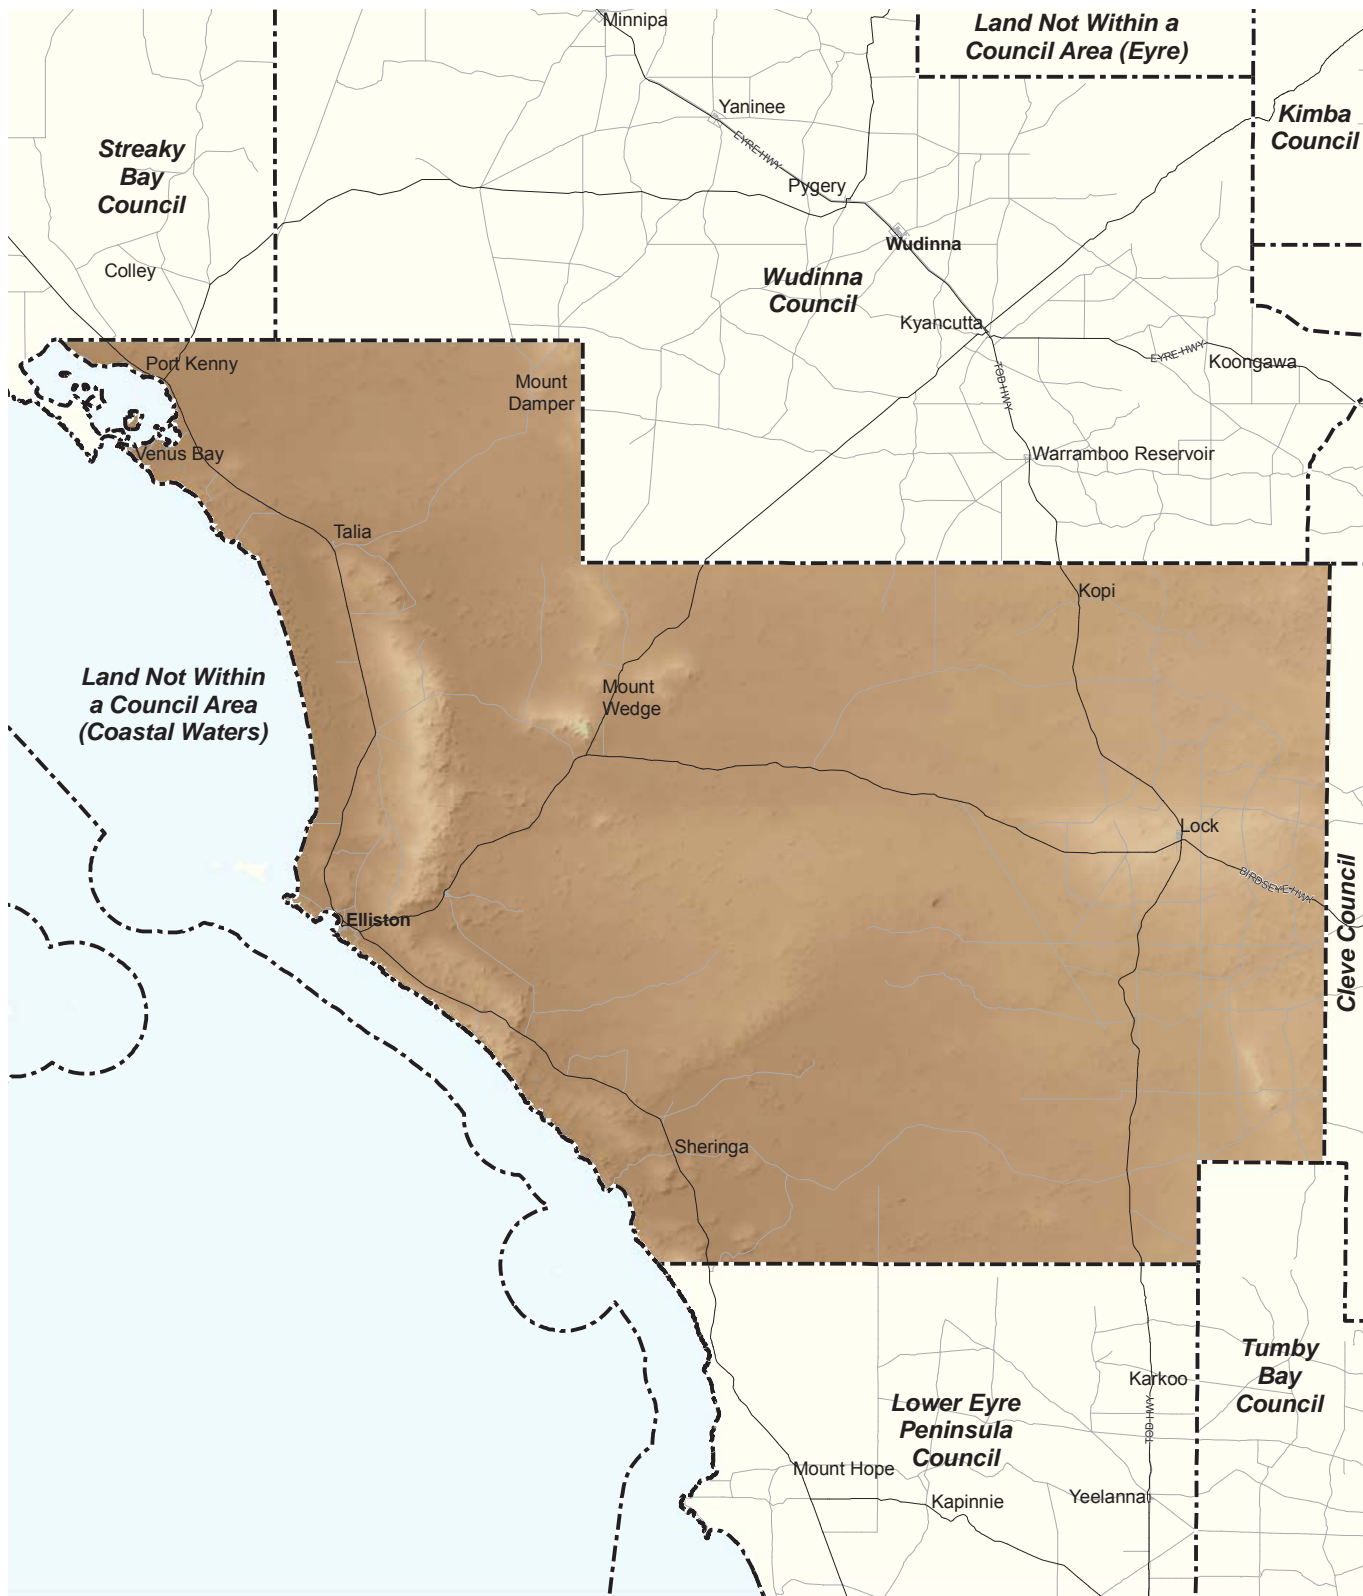 Minnipa
Land Not Within a
Council Area (Eyre)
Yaninee
Kimba
Council
EYRE HWY
Streaky
Bay
Council
Pygery
Wudinna
Colley
Wudinna
Council
Kyancutta
EYRE HWY
Koongawa
Port Kenny
Mount
Damper
TOD HWY
Venus Bay
Warramboo Reservoir
Talia
Kopi
Land Not Within
a Council Area
(Coastal Waters)
Mount
Wedge
Lock
BIRDSEYE HWY
Elliston
Cleve Council
Sheringa
Tumby
Bay
Council
Karkoo
Lower Eyre
Peninsula
Council
TOD HWY
Mount Hope
Kapinnie
Yeelanna